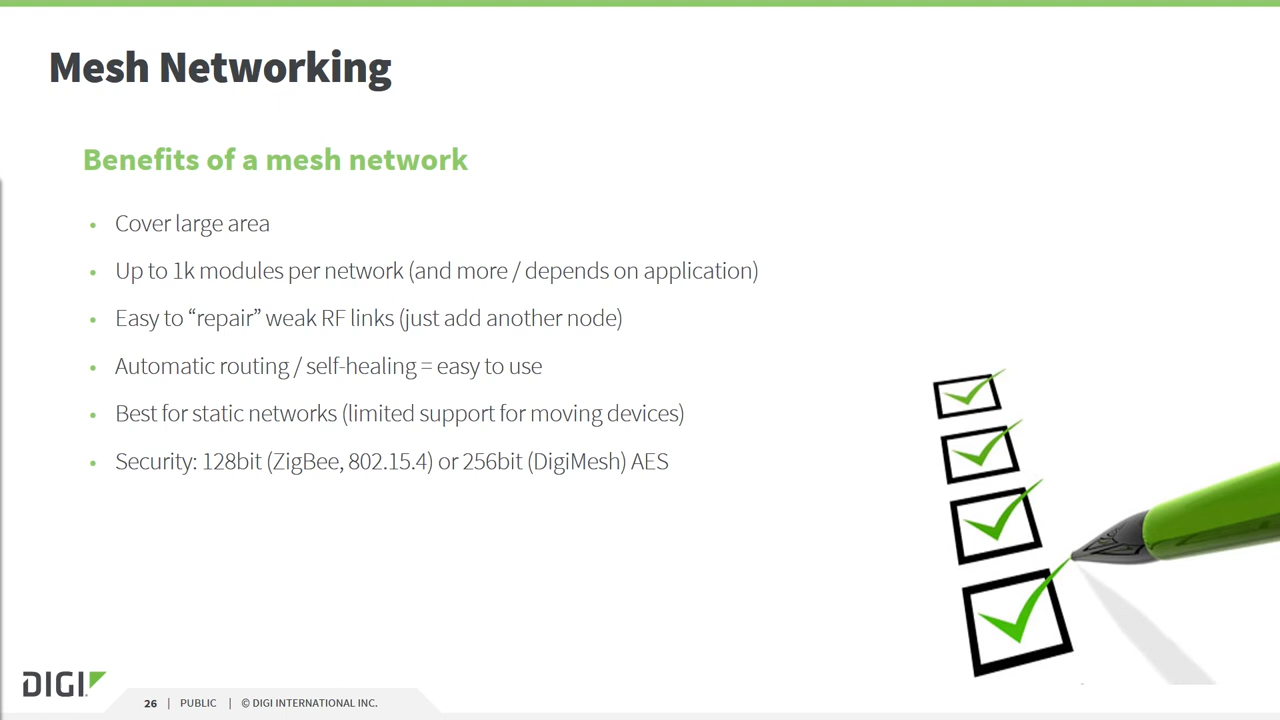 Mesh Networking
Benefits of a mesh network
• Cover large area
• Up to 1k modules per network (and more / depends on application)
• Easy to “repair” weak RF links (just add another node)
• Automatic routing / self-healing = easy to use
• Best for static networks (limited support for moving devices)
• Security: 128bit (ZigBee, 802.15.4) or 256bit (DigiMesh) AES
DIGI
26 | PUBLIC | © DIGI INTERNATIONAL INC.